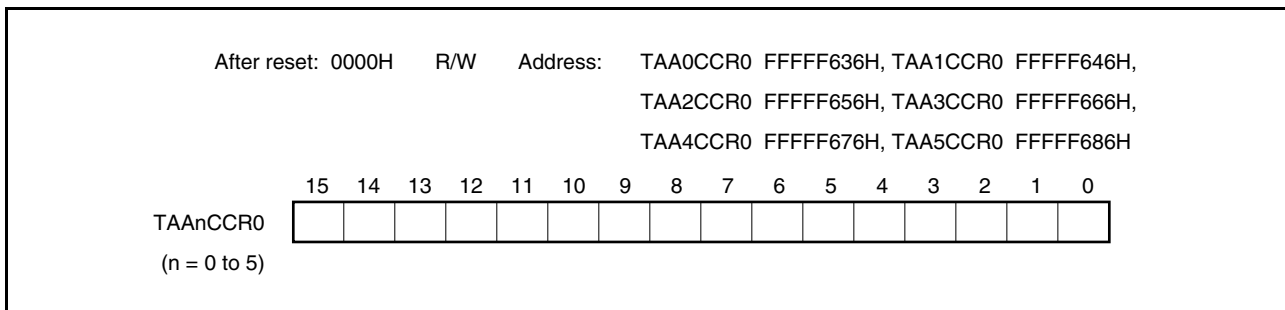 After reset: 0000H R/W Address: TAA0CCR0 FFFFF636H, TAA1CCR0 FFFFF646H,
TAA2CCR0 FFFFF656H, TAA3CCR0 FFFFF666H,
TAA4CCR0 FFFFF676H, TAA5CCR0 FFFFF686H
15 14 13 12 11 10 9 8 7 6 5 4 3 2 1 0
TAAnCCR0
(n = 0 to 5)